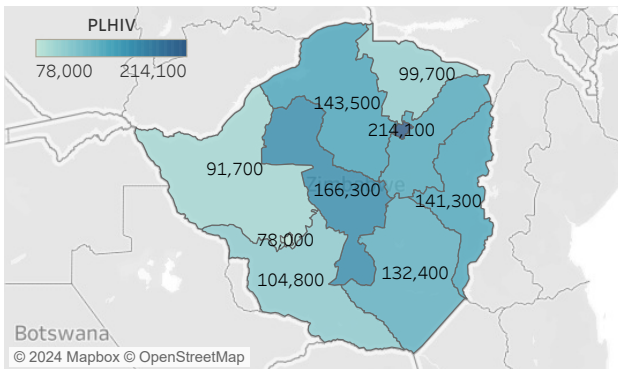 PLHIV
78,000 214,100
99,700
143,500
214,100
91,700
166,300
Zimbabwe
141,300
78,000
104,800
132,400
Botswana
© 2024 Mapbox © OpenStreetMap